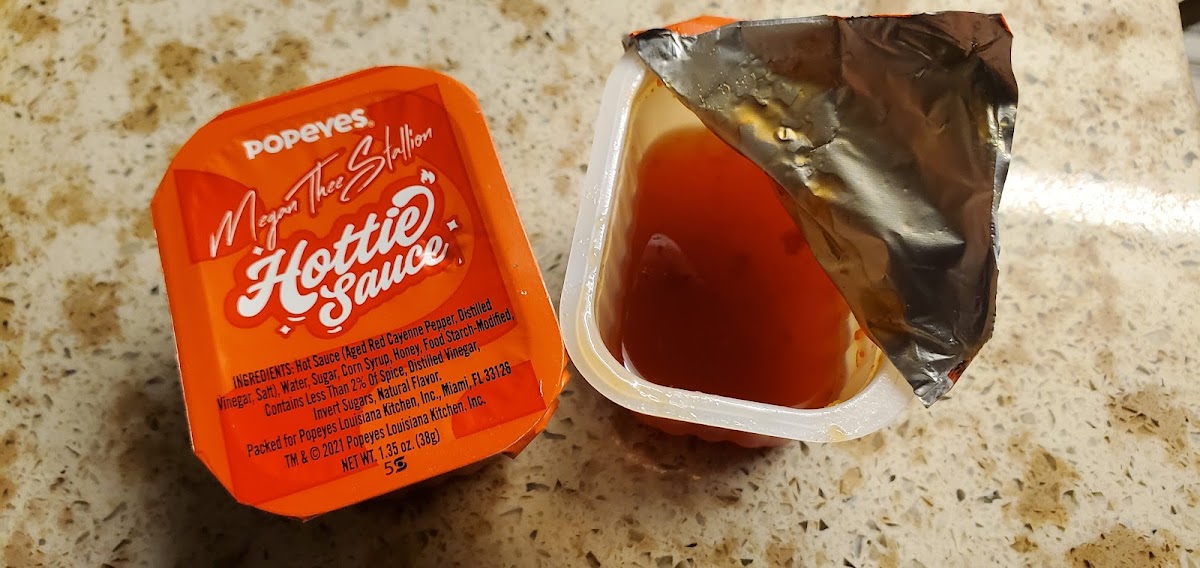 POPEYES®
Megan Thee Stallion
Hottie
Sauce
INGREDIENTS: Hot Sauce (Aged Red Cayenne Pepper, Distilled
Vinegar, Salt), Water, Sugar, Corn Syrup, Honey, Food Starch-Modified,
Contains Less Than 2% Of Spice, Distilled Vinegar,
Invert Sugars, Natural Flavor.
Packed for Popeyes Louisiana Kitchen, Inc., Miami, FL 33126
TM & © 2021 Popeyes Louisiana Kitchen, Inc.
NET WT. 1.35 oz. (38g)
5